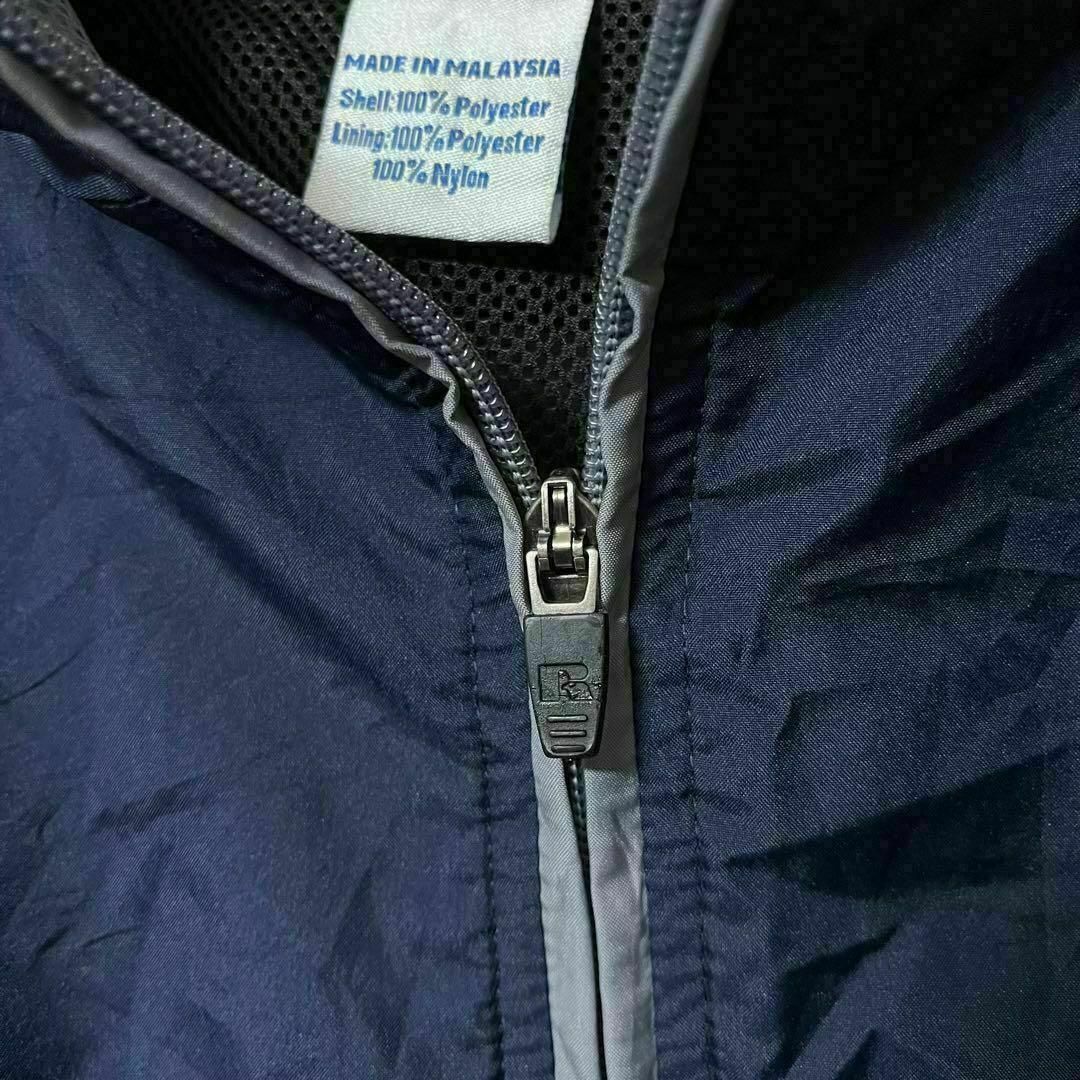 MADE IN MALAYSIA
Shell:100% Polyester
Lining:100% Polyester
100% Nylon
R